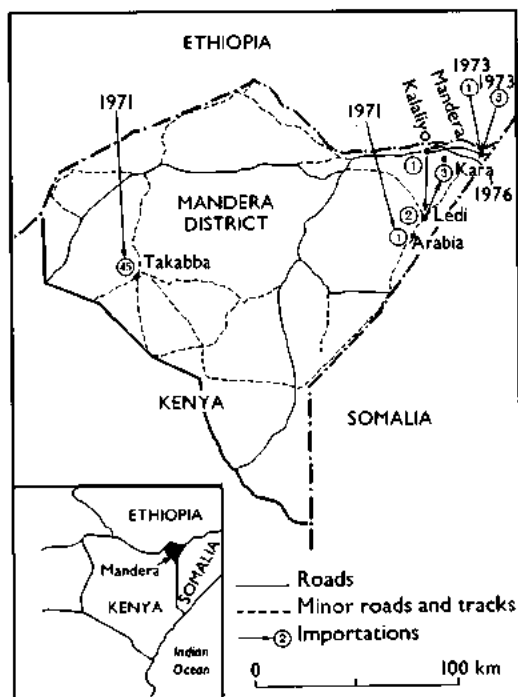 ETHIOPIA
1973
1971
1
1973
3
1971
Kalaliyo
Mandera
1
3
Kara
1976
MANDERA
DISTRICT
2
Ledi
1
Arabia
45
Takabba
KENYA
SOMALIA
ETHIOPIA
Mandera
SOMALIA
KENYA
Indian
Ocean
Roads
Minor roads and tracks
2 Importations
0 100 km